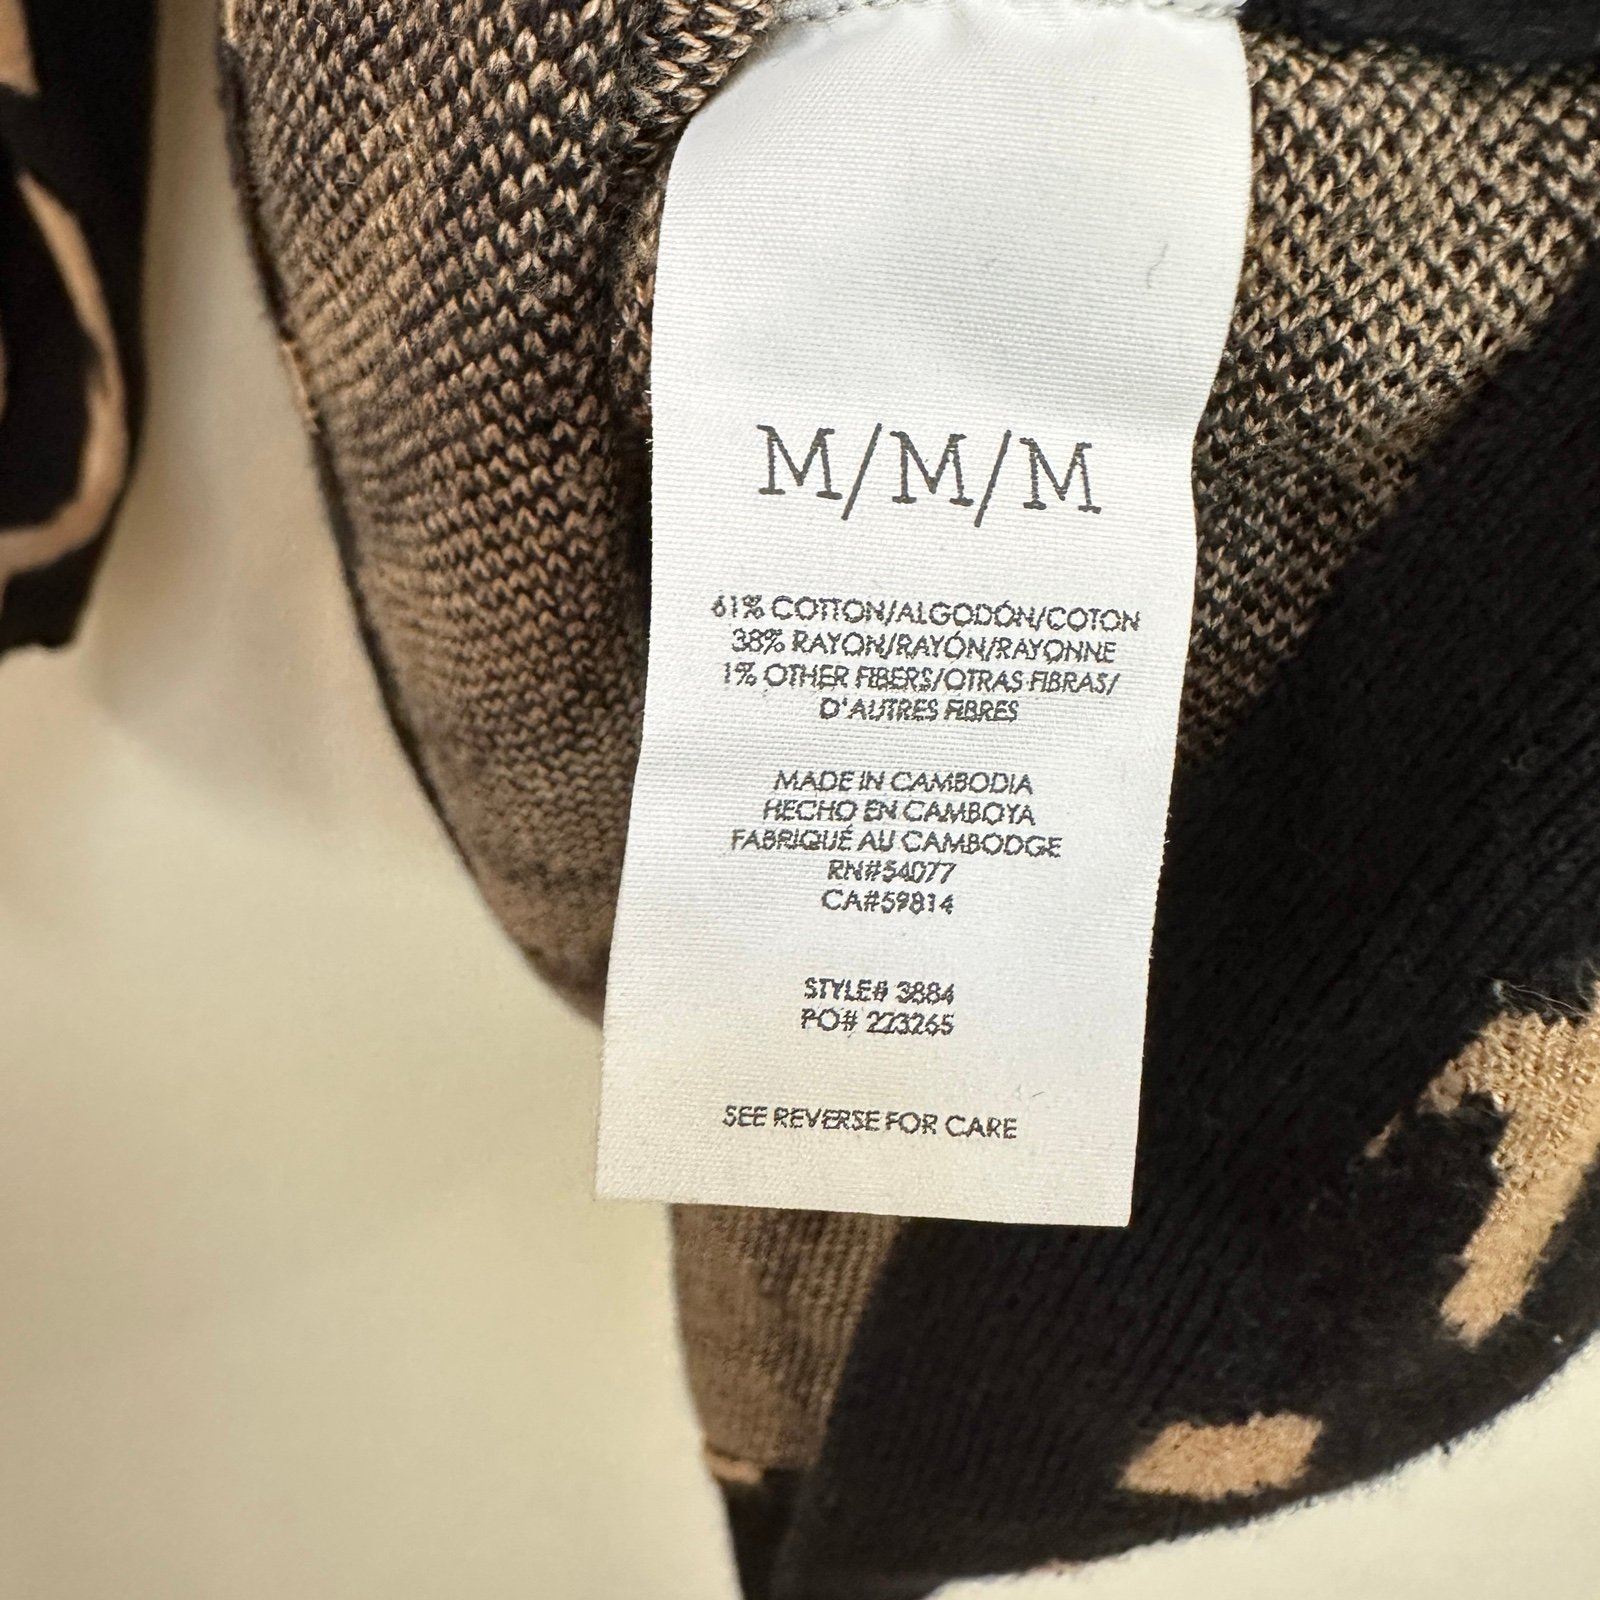 M/M/M
61% COTTON/ALGODÓN/COTON
38% RAYON/RAYÓN/RAYONNE
1% OTHER FIBERS/OTRAS FIBRAS/
D'AUTRES FIBRES
MADE IN CAMBODIA
HECHO EN CAMBOYA
FABRIQUÉ AU CAMBODGE
RN#54077
CA#59814
STYLE# 3884
PO# 223265
SEE REVERSE FOR CARE